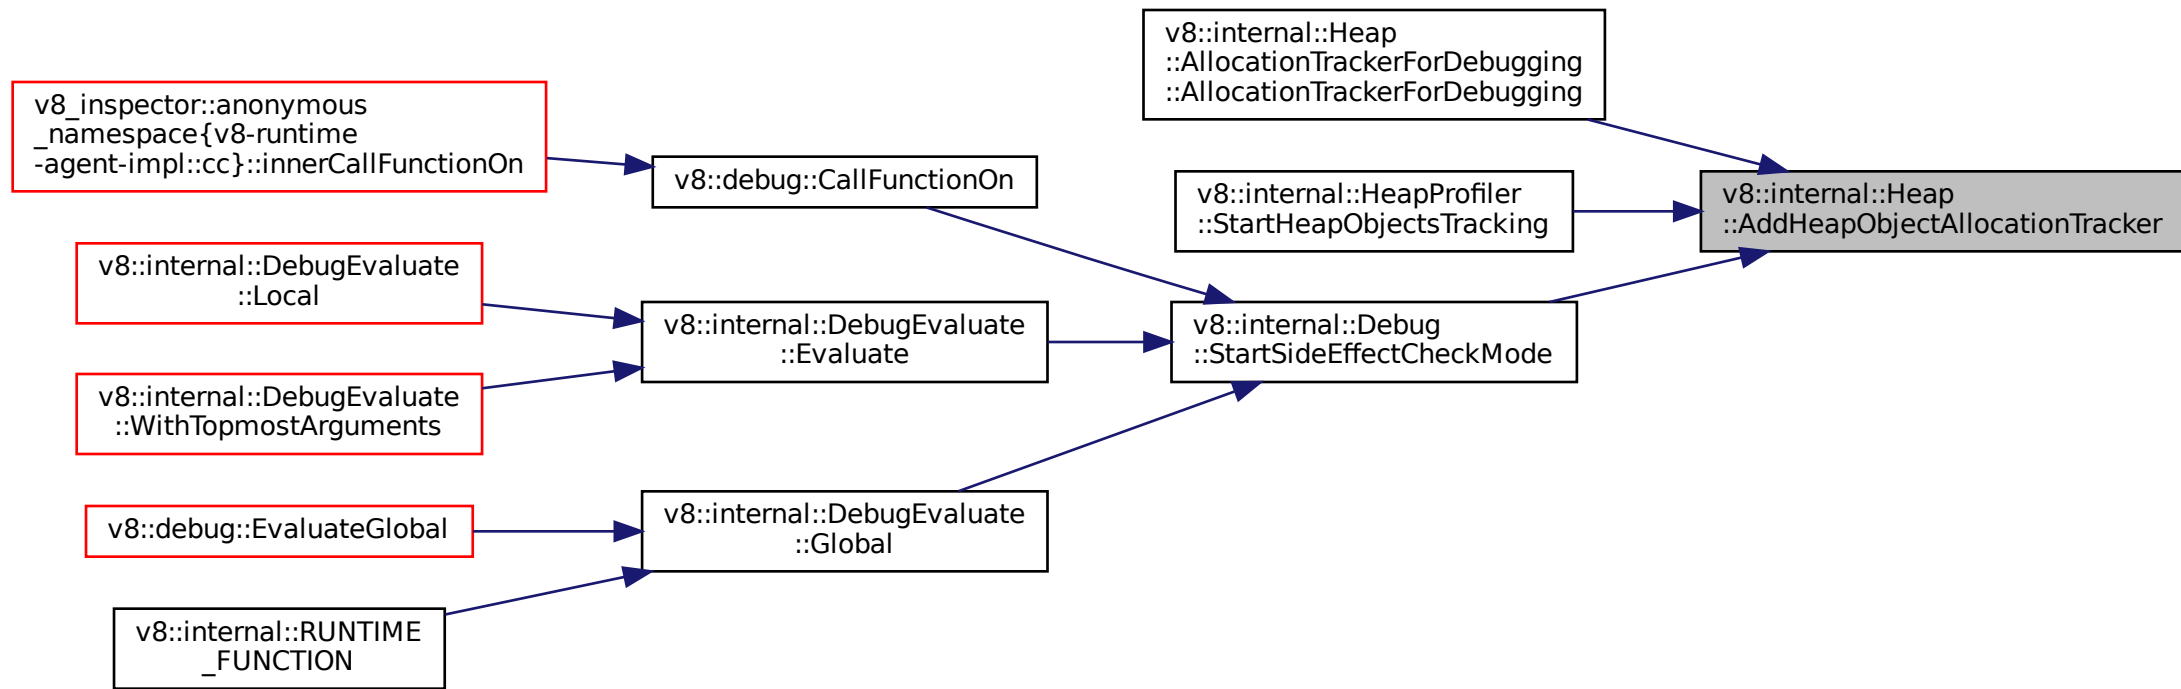 v8::internal::Heap
::AllocationTrackerForDebugging
::AllocationTrackerForDebugging
v8_inspector::anonymous
_namespace{v8-runtime
-agent-impl::cc}::innerCallFunctionOn
v8::debug::CallFunctionOn
v8::internal::HeapProfiler
::StartHeapObjectsTracking
v8::internal::Heap
::AddHeapObjectAllocationTracker
v8::internal::DebugEvaluate
::Local
v8::internal::DebugEvaluate
::Evaluate
v8::internal::Debug
::StartSideEffectCheckMode
v8::internal::DebugEvaluate
::WithTopmostArguments
v8::debug::EvaluateGlobal
v8::internal::DebugEvaluate
::Global
v8::internal::RUNTIME
_FUNCTION